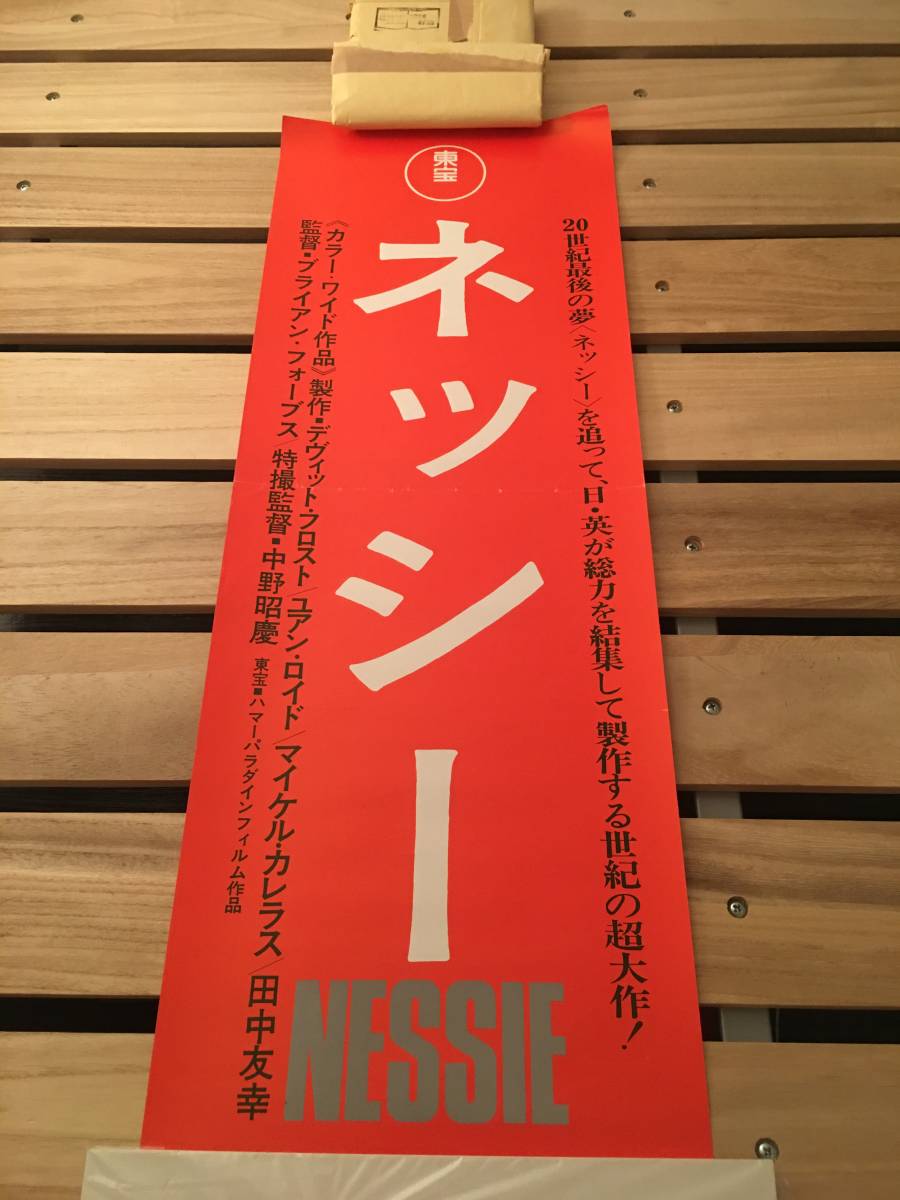 東宝
20世紀最後の夢〈ネッシー〉を追って、日・英が総力を結集して製作する世紀の超大作!
ネッシー
NESSIE
《カラー・ワイド作品》製作■デヴィット・フロスト/ユアン・ロイド/マイケル・カレラス/田中友幸
監督■ブライアン・フォーブス/特撮監督■中野昭慶 東宝■ハマーパラダインフィルム作品